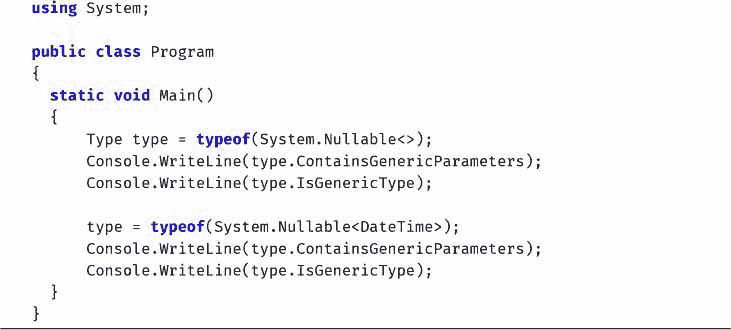 using System;
public class Program
{
static void Main()
{
Type type = typeof(System.Nullable<>);
Console.WriteLine(type.ContainsGenericParameters);
Console.WriteLine(type.IsGenericType);
type = typeof(System.Nullable<DateTime>);
Console.WriteLine(type.ContainsGenericParameters);
Console.WriteLine(type.IsGenericType);
}
}